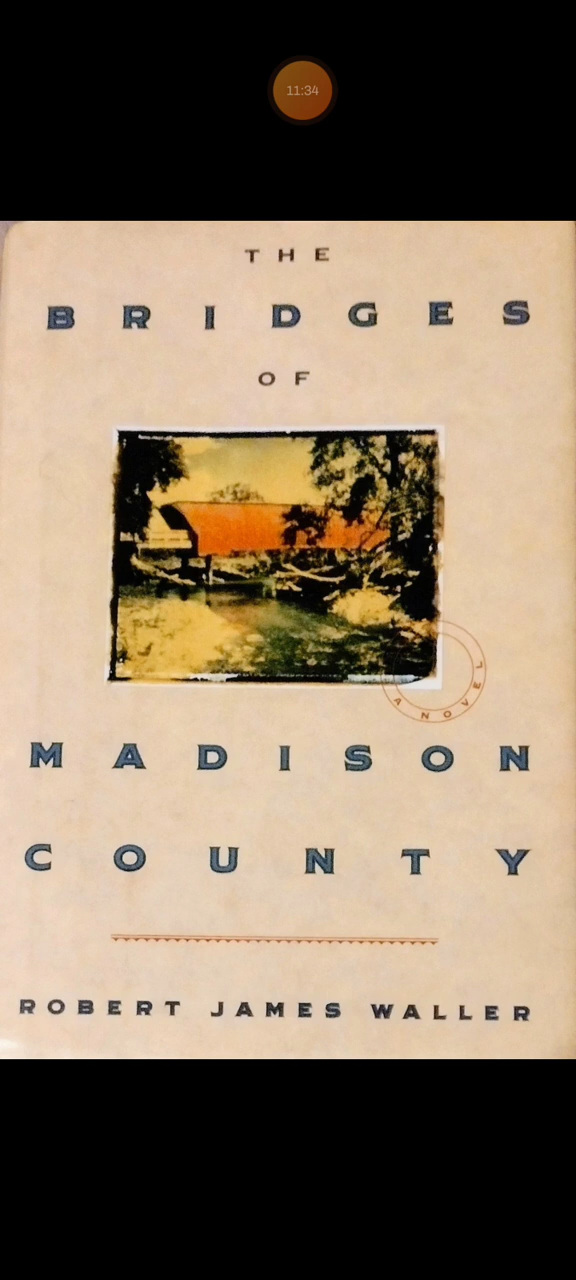 11:34
THE
BRIDGES
OF
A NOVEL
MADISON
COUNTY
ROBERT JAMES WALLER